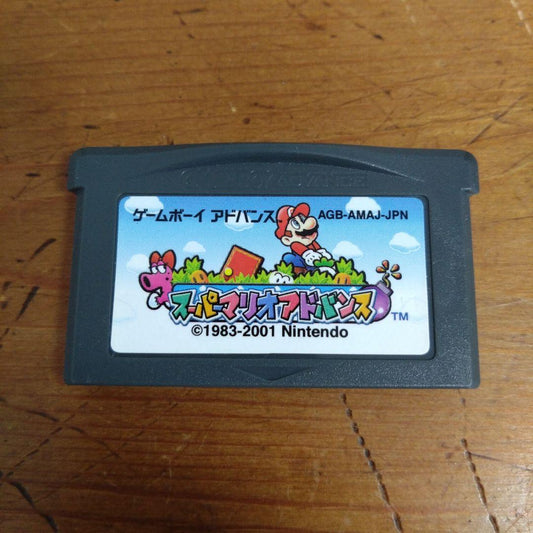 ゲームボーイ アドバンス AGB-AMAJ-JPN
スーパーマリオアドバンス TM
©1983-2001 Nintendo